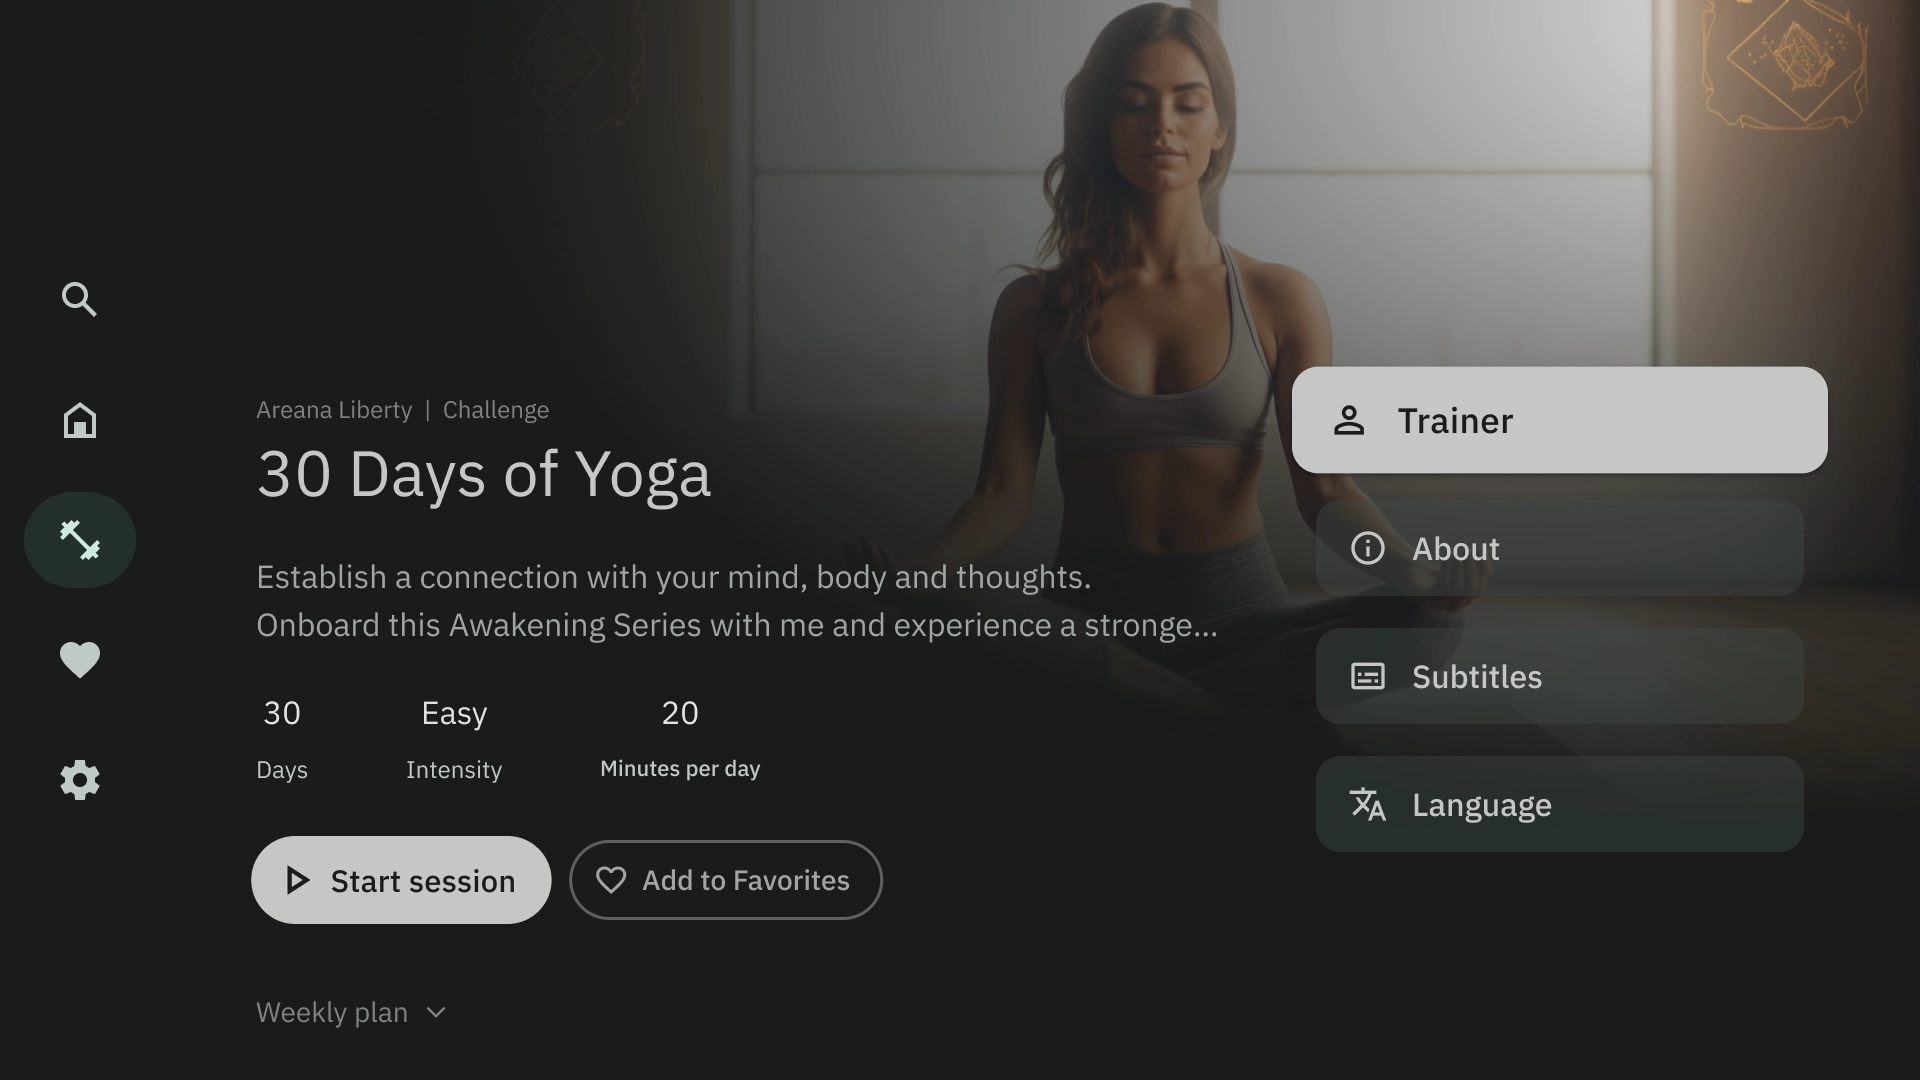 Areana Liberty | Challenge
30 Days of Yoga
Establish a connection with your mind, body and thoughts.
Onboard this Awakening Series with me and experience a stronge...
30
Days
Easy
Intensity
20
Minutes per day
Start session
Add to Favorites
Weekly plan
Trainer
About
Subtitles
Language